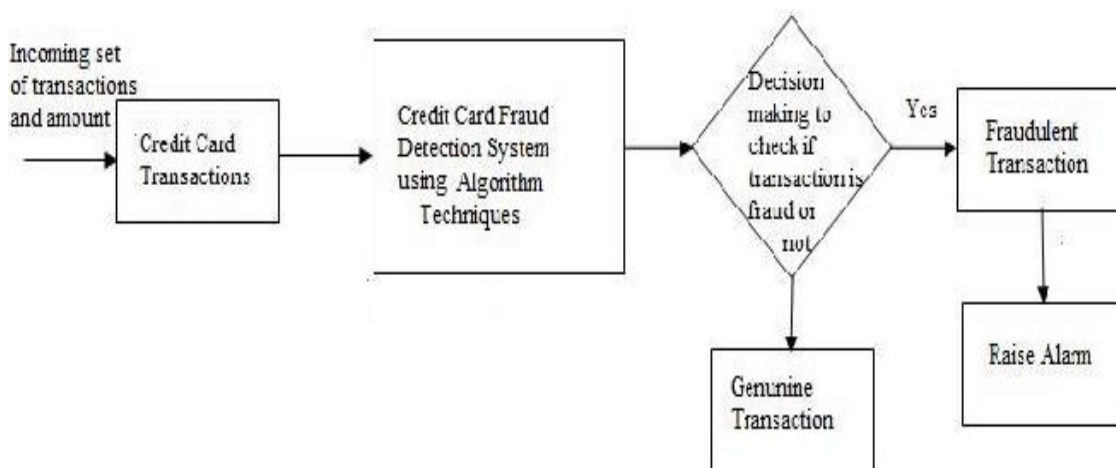 Incoming set
of transactions
and amount
Credit Card
Transactions
Credit Card Fraud
Detection System
using Algorithm
Techniques
Decision
making to
check if
transaction is
fraud or
not
Yes
Fraudulent
Transaction
Raise Alarm
Genunine
Transaction